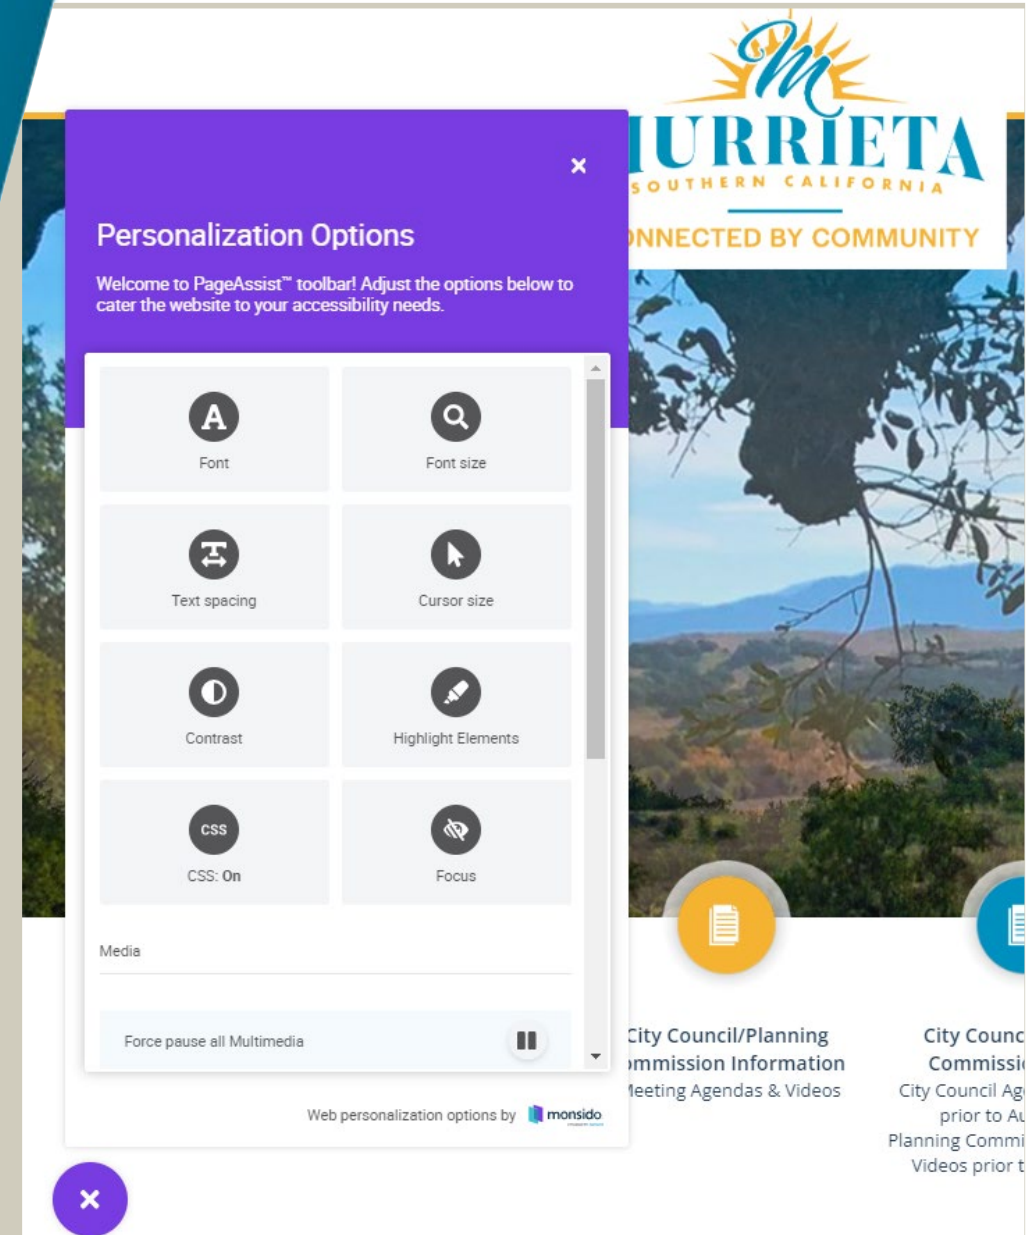 MURRIETA
SOUTHERN CALIFORNIA
NNECTED BY COMMUNITY
Personalization Options
Welcome to PageAssist™ toolbar! Adjust the options below to
cater the website to your accessibility needs.
A
Font
Font size
T
Text spacing
Cursor size
Contrast
Highlight Elements
CSS
CSS: On
Focus
Media
Force pause all Multimedia
Web personalization options by monsido
City Council/Planning
ommission Information
Meeting Agendas & Videos
City Counc
Commissi
City Council Ag
prior to Au
Planning Commi
Videos prior t